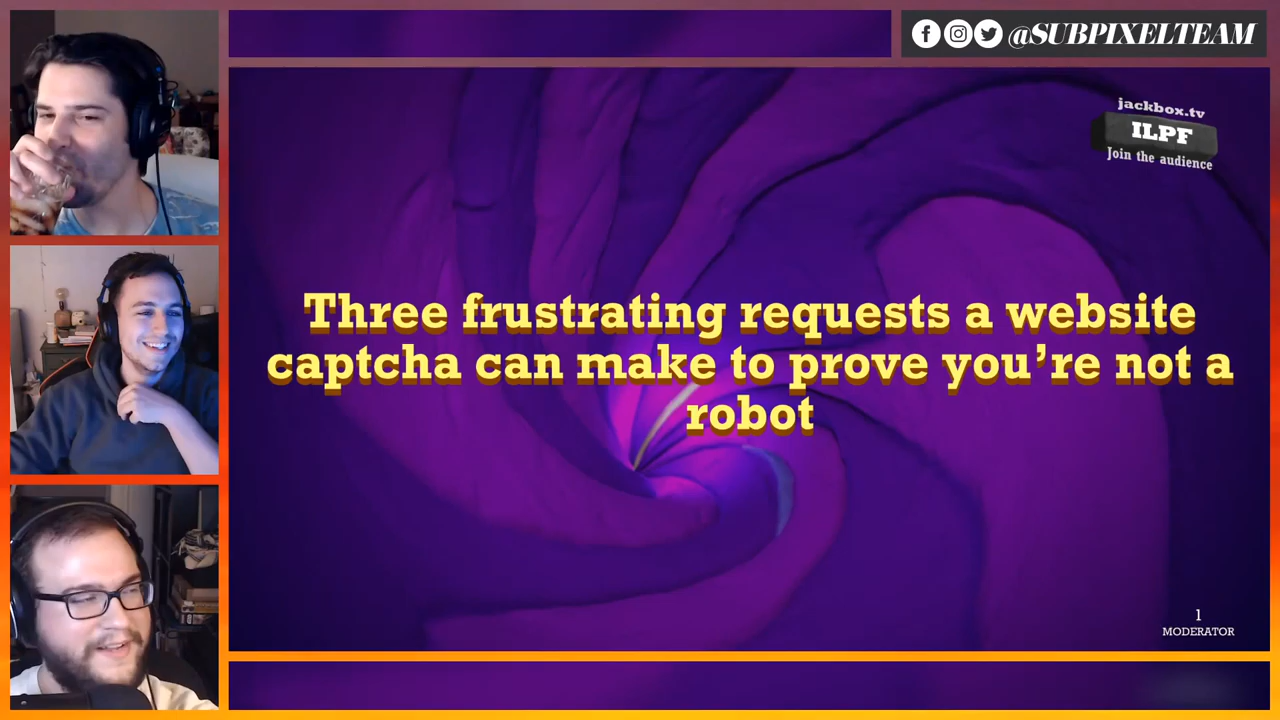 @SUBPIXELTEAM
jackbox.tv
ILPF
Join the audience
Three frustrating requests a website
captcha can make to prove you’re not a
robot
1
MODERATOR